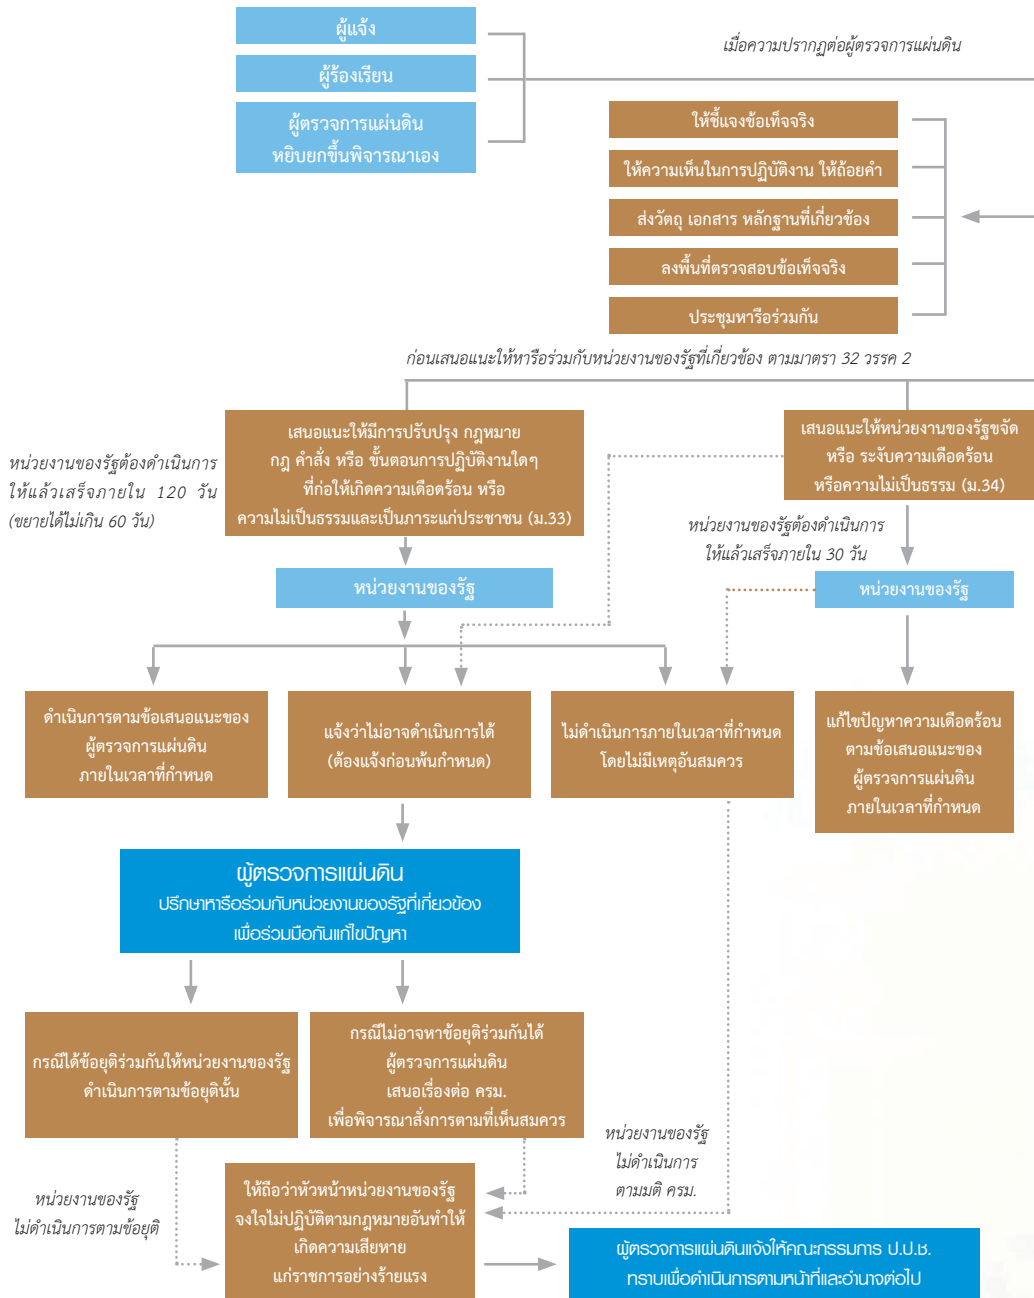 ผู้แจ้ง
ผู้ร้องเรียน
ผู้ตรวจการแผ่นดิน
หยิบยกขึ้นพิจารณาเอง
เมื่อความปรากฏต่อผู้ตรวจการแผ่นดิน
ให้ชี้แจงข้อเท็จจริง
ให้ความเห็นในการปฏิบัติงาน ให้ถ้อยคำ
ส่งวัตถุ เอกสาร หลักฐานที่เกี่ยวข้อง
ลงพื้นที่ตรวจสอบข้อเท็จจริง
ประชุมหารือร่วมกัน
ก่อนเสนอแนะให้หารือร่วมกับหน่วยงานของรัฐที่เกี่ยวข้อง ตามมาตรา 32 วรรค 2
หน่วยงานของรัฐต้องดำเนินการ
ให้แล้วเสร็จภายใน 120 วัน
(ขยายได้ไม่เกิน 60 วัน)
เสนอแนะให้มีการปรับปรุง กฎหมาย
กฎ คำสั่ง หรือ ขั้นตอนการปฏิบัติงานใดๆ
ที่ก่อให้เกิดความเดือดร้อน หรือ
ความไม่เป็นธรรมและเป็นภาระแก่ประชาชน (ม.33)
เสนอแนะให้หน่วยงานของรัฐขจัด
หรือ ระงับความเดือดร้อน
หรือความไม่เป็นธรรม (ม.34)
หน่วยงานของรัฐต้องดำเนินการ
ให้แล้วเสร็จภายใน 30 วัน
หน่วยงานของรัฐ
หน่วยงานของรัฐ
ดำเนินการตามข้อเสนอแนะของ
ผู้ตรวจการแผ่นดิน
ภายในเวลาที่กำหนด
แจ้งว่าไม่อาจดำเนินการได้
(ต้องแจ้งก่อนพ้นกำหนด)
ไม่ดำเนินการภายในเวลาที่กำหนด
โดยไม่มีเหตุอันสมควร
แก้ไขปัญหาความเดือดร้อน
ตามข้อเสนอแนะของ
ผู้ตรวจการแผ่นดิน
ภายในเวลาที่กำหนด
ผู้ตรวจการแผ่นดิน
ปรึกษาหารือร่วมกับหน่วยงานของรัฐที่เกี่ยวข้อง
เพื่อร่วมมือกันแก้ไขปัญหา
กรณีได้ข้อยุติร่วมกันให้หน่วยงานของรัฐ
ดำเนินการตามข้อยุตินั้น
กรณีไม่อาจหาข้อยุติร่วมกันได้
ผู้ตรวจการแผ่นดิน
เสนอเรื่องต่อ ครม.
เพื่อพิจารณาสั่งการตามที่เห็นสมควร
หน่วยงานของรัฐ
ไม่ดำเนินการ
ตามมติ ครม.
หน่วยงานของรัฐ
ไม่ดำเนินการตามข้อยุติ
ให้ถือว่าหัวหน้าหน่วยงานของรัฐ
จงใจไม่ปฏิบัติตามกฎหมายอันทำให้
เกิดความเสียหาย
แก่ราชการอย่างร้ายแรง
ผู้ตรวจการแผ่นดินแจ้งให้คณะกรรมการ ป.ป.ช.
ทราบเพื่อดำเนินการตามหน้าที่และอำนาจต่อไป